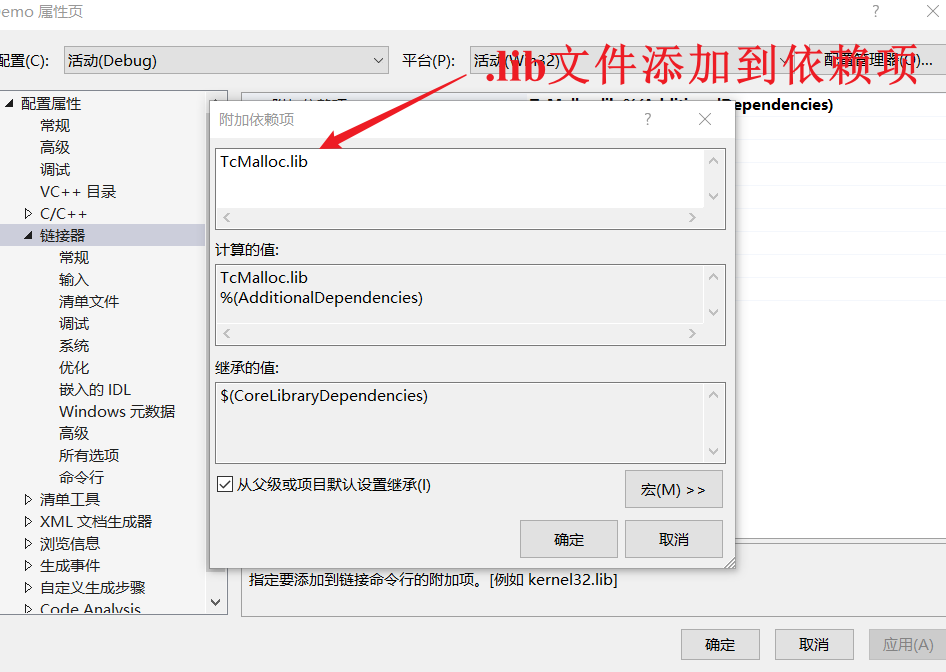 emo 属性页
配置(C):
活动(Debug)
平台(P):
活动(Win32)
配置管理器(O)...
.lib文件添加到依赖项
配置属性
常规
高级
调试
VC++ 目录
C/C++
链接器
常规
输入
清单文件
调试
系统
优化
嵌入的 IDL
Windows 元数据
高级
所有选项
命令行
清单工具
XML 文档生成器
浏览信息
生成事件
自定义生成步骤
Code Analysis
Dependencies)
附加依赖项
TcMalloc.lib
计算的值:
TcMalloc.lib
%(AdditionalDependencies)
继承的值:
$(CoreLibraryDependencies)
从父级或项目默认设置继承(I)
宏(M) >>
确定
取消
指定要添加到链接命令行的附加项。[例如 kernel32.lib]
确定
取消
应用(A)